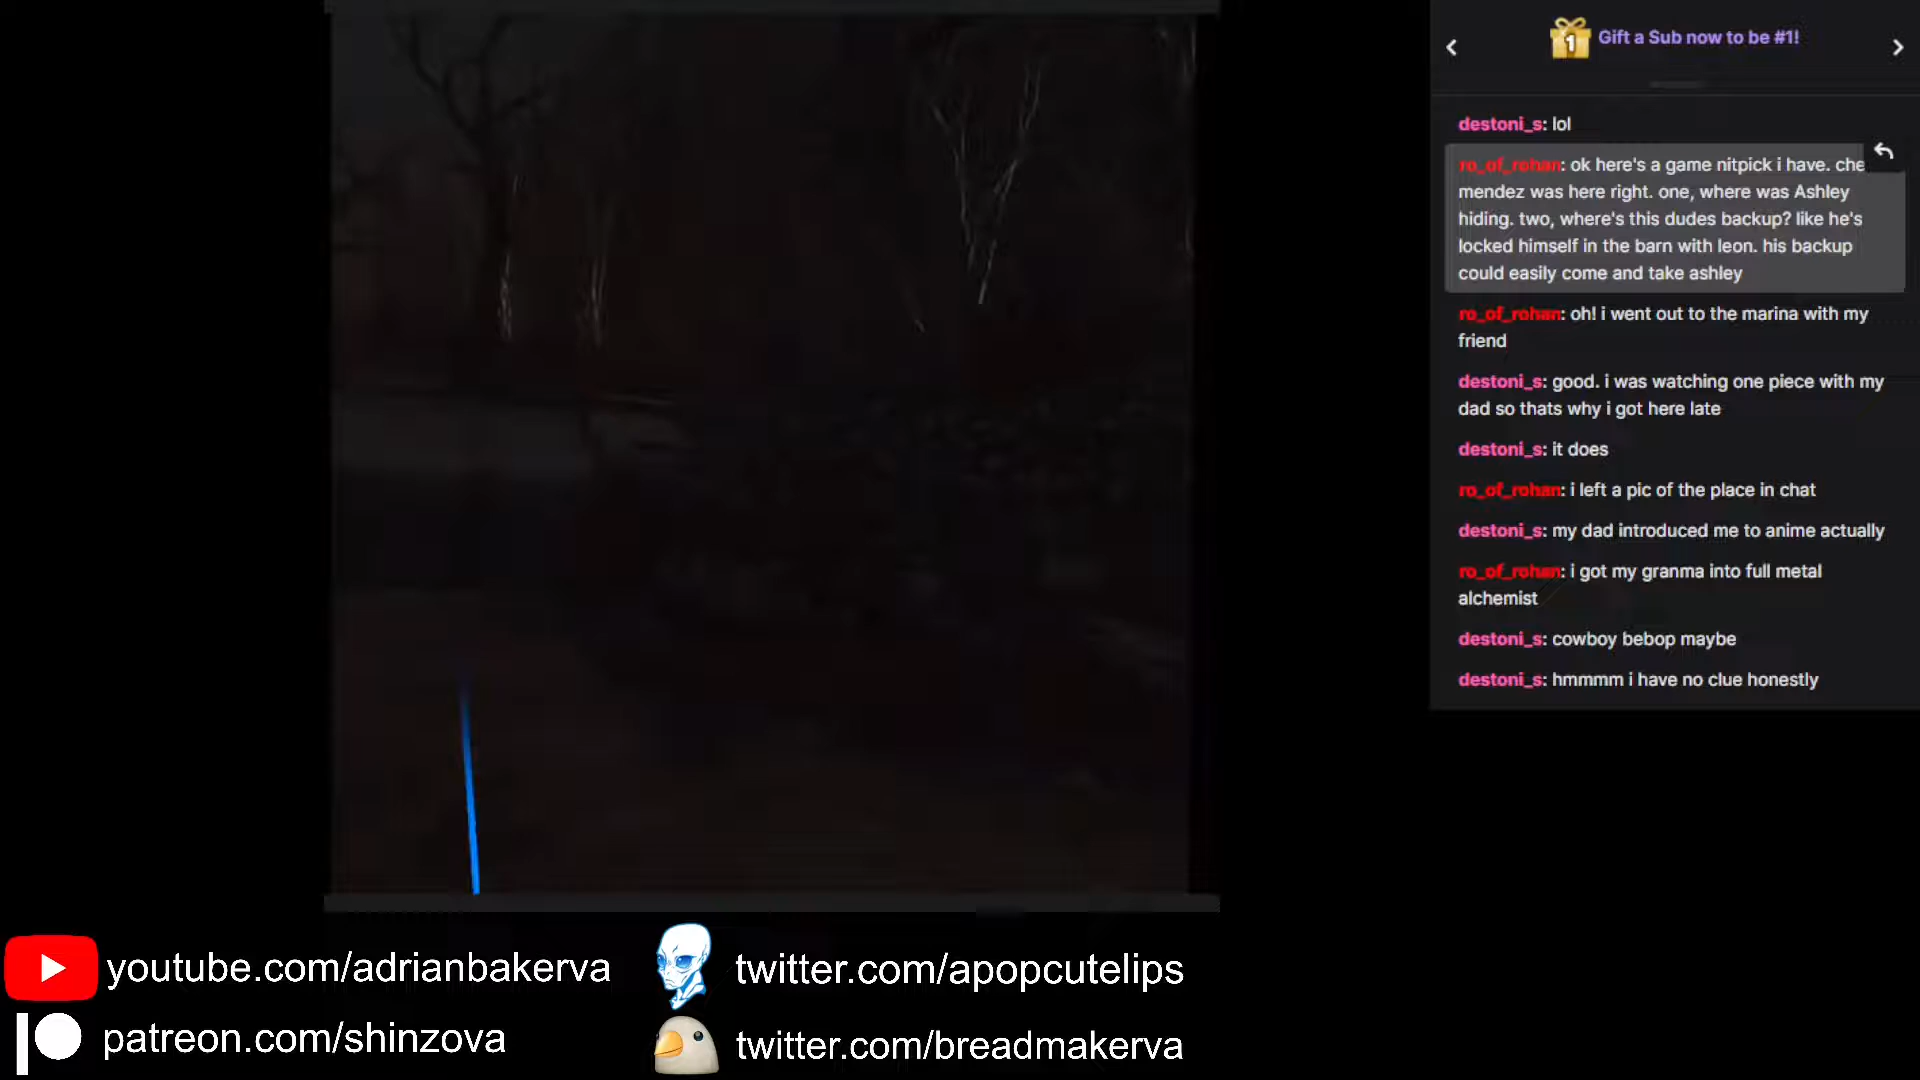 1 Gift a Sub now to be #1!
destoni_s: lol
ro_of_rohan: ok here's a game nitpick i have. che
mendez was here right. one, where was Ashley
hiding. two, where's this dudes backup? like he's
locked himself in the barn with leon. his backup
could easily come and take ashley
ro_of_rohan: oh! i went out to the marina with my
friend
destoni_s: good. i was watching one piece with my
dad so thats why i got here late
destoni_s: it does
ro_of_rohan: i left a pic of the place in chat
destoni_s: my dad introduced me to anime actually
ro_of_rohan: i got my granma into full metal
alchemist
destoni_s: cowboy bebop maybe
destoni_s: hmmmm i have no clue honestly
youtube.com/adrianbakerva
twitter.com/apopcutelips
patreon.com/shinzova
twitter.com/breadmakerva